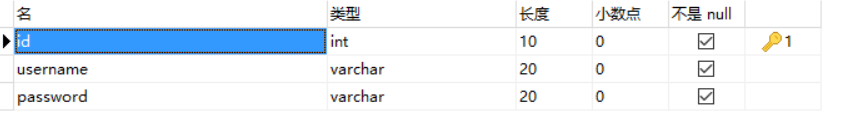 名 类型 长度 小数点 不是 null
id int 10 0 1
username varchar 20 0
password varchar 20 0